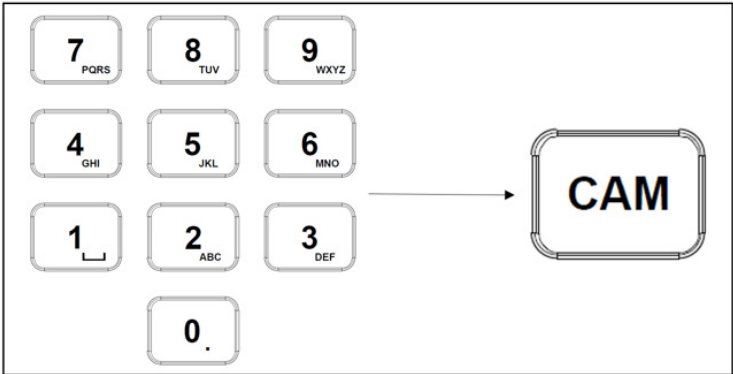 7 PQRS 8 TUV 9 WXYZ
4 GHI 5 JKL 6 MNO
CAM
1 2 ABC 3 DEF
0 .